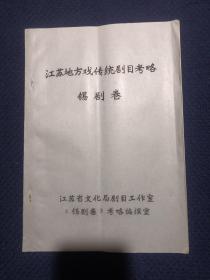 江苏地方戏传统剧目考略
锡剧卷
江苏省文化局剧目工作室
《锡剧卷》考略编撰室